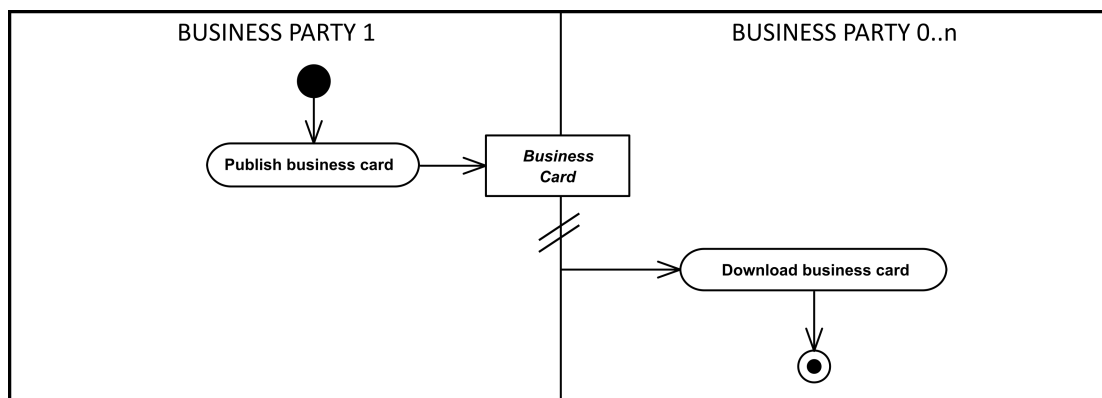 BUSINESS PARTY 1
BUSINESS PARTY 0..n
Publish business card
Business
Card
Download business card